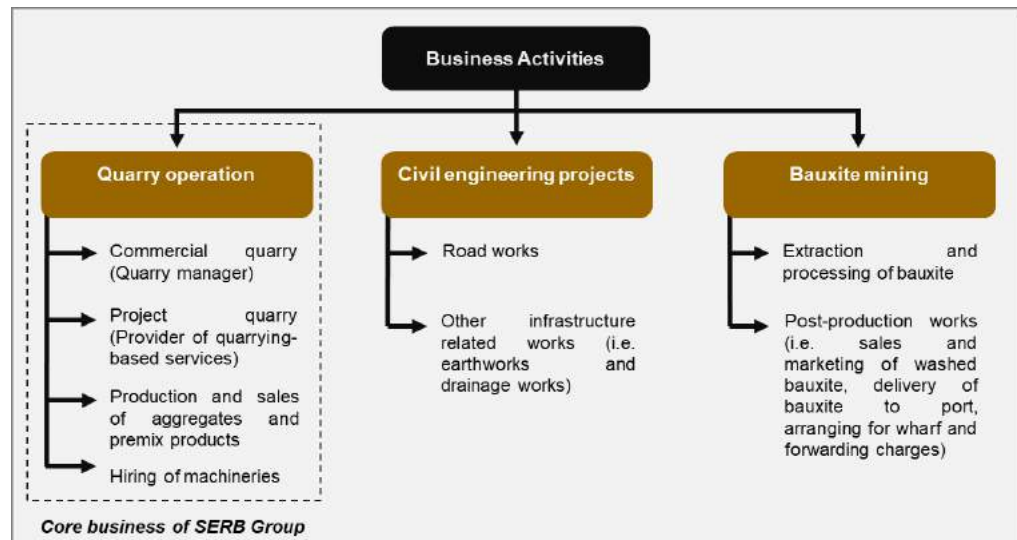 Business Activities
Quarry operation
Commercial quarry
(Quarry manager)
Project quarry
(Provider of quarrying-
based services)
Production and sales
of aggregates and
premix products
Hiring of machineries
Core business of SERB Group
Civil engineering projects
Road works
Other infrastructure
related works (i.e.
earthworks and
drainage works)
Bauxite mining
Extraction and
processing of bauxite
Post-production works
(i.e. sales and
marketing of washed
bauxite, delivery of
bauxite to port,
arranging for wharf and
forwarding charges)